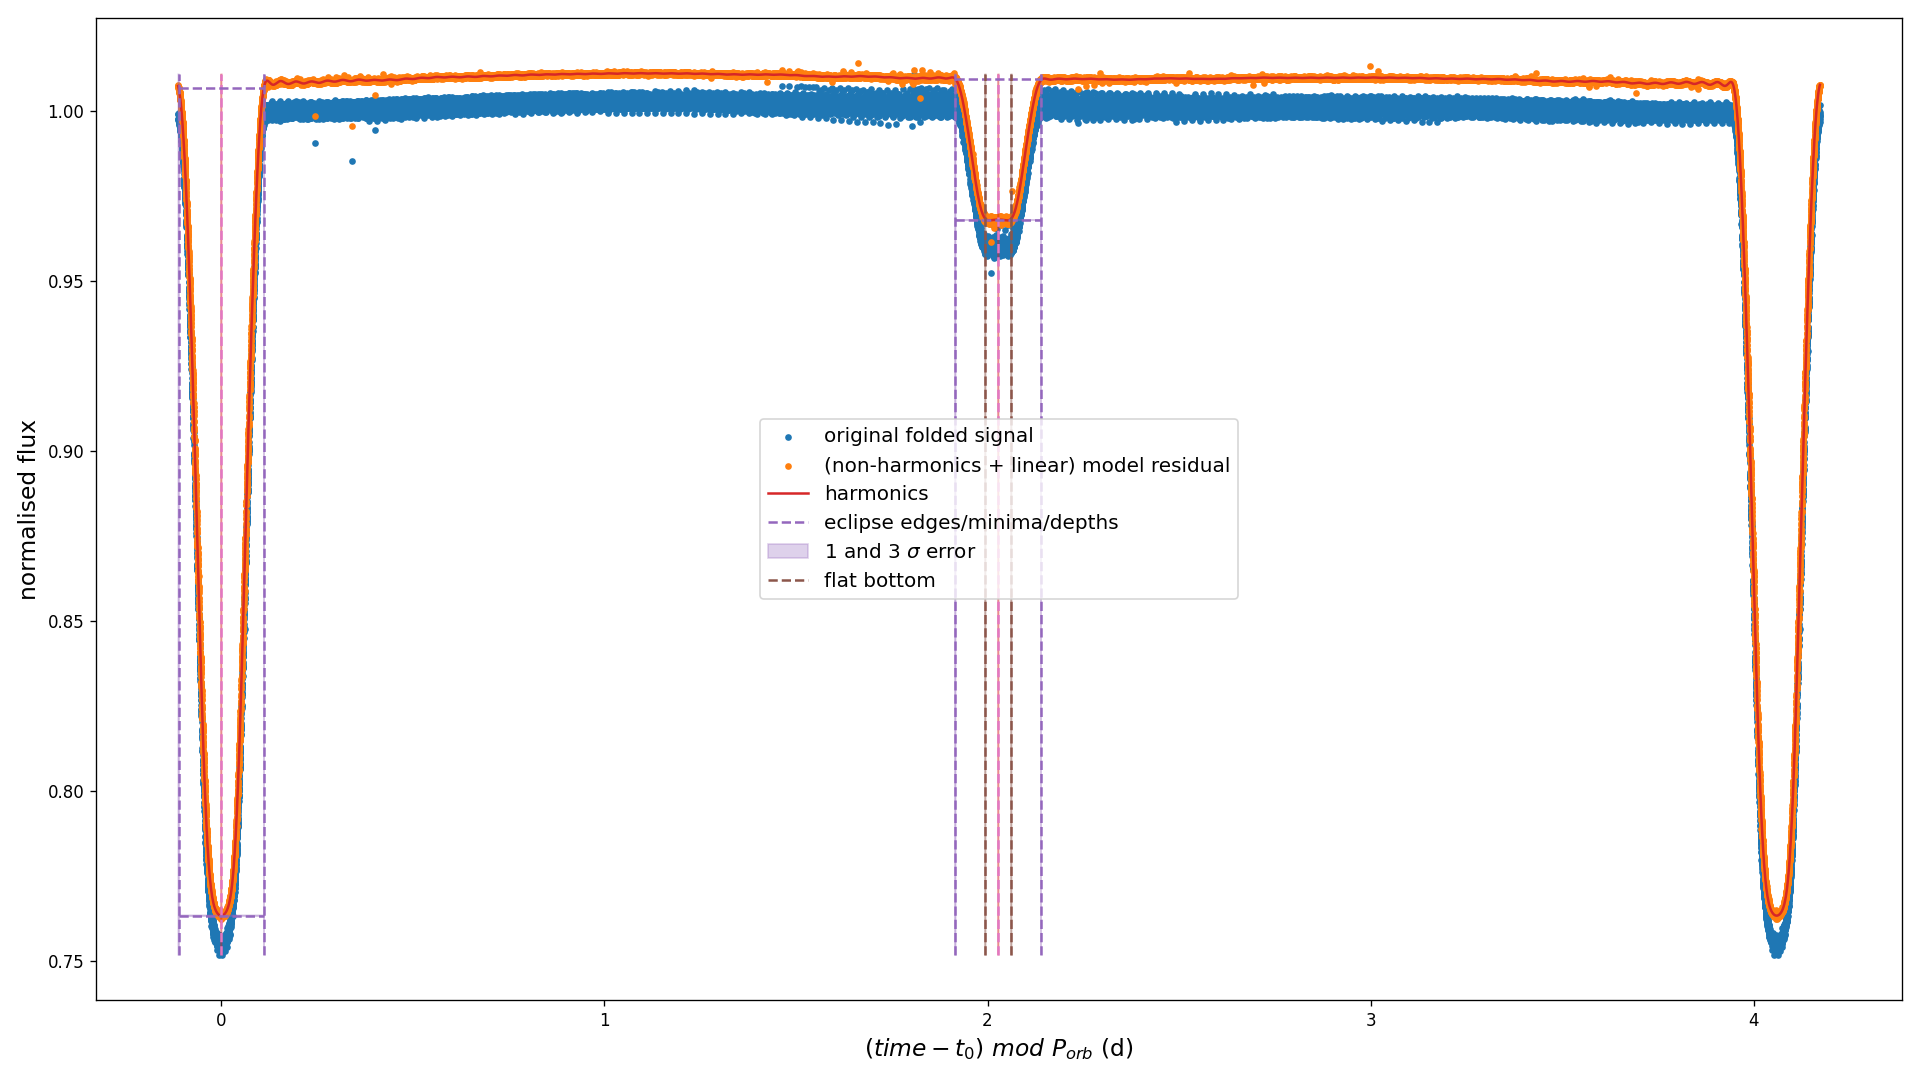 1.00
0.95
0.90
0.85
0.80
0.75
normalised flux
original folded signal
(non-harmonics + linear) model residual
harmonics
eclipse edges/minima/depths
1 and 3 σ error
flat bottom
0 1 2 3 4
(time − t₀) mod Pₒᵣᵦ (d)